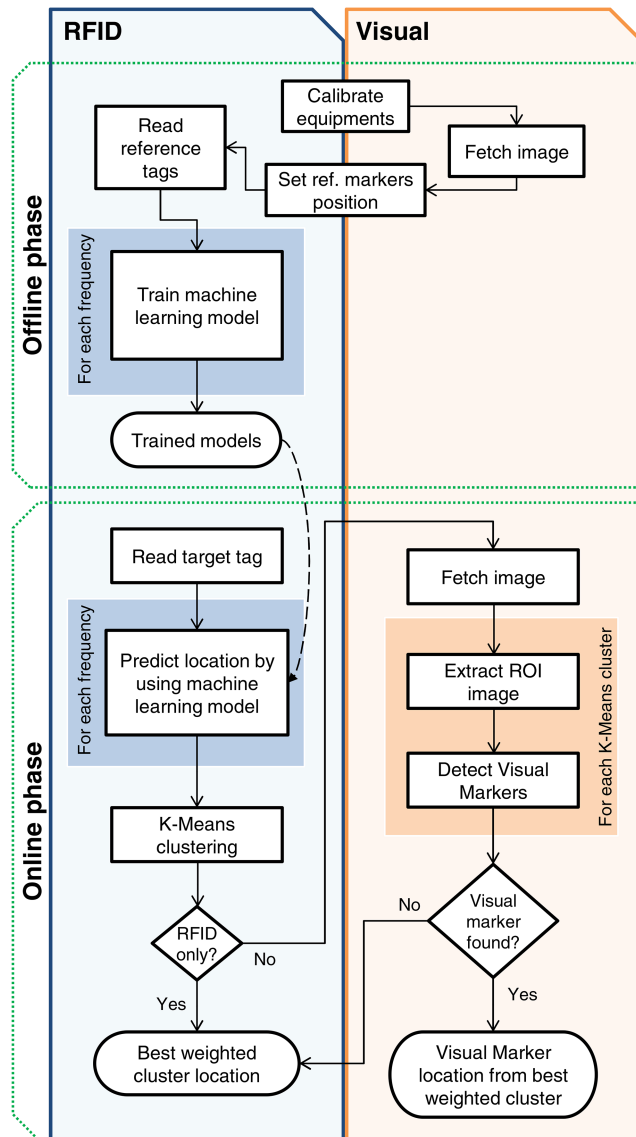 RFID
Visual
Offline phase
Calibrate
equipments
Fetch image
Set ref. markers
position
Read
reference
tags
For each frequency
Train machine
learning model
Trained models
Online phase
Read target tag
For each frequency
Predict location by
using machine
learning model
K-Means
clustering
RFID
only?
No
Yes
Best weighted
cluster location
Fetch image
For each K-Means cluster
Extract ROI
image
Detect Visual
Markers
Visual
marker
found?
No
Yes
Visual Marker
location from best
weighted cluster